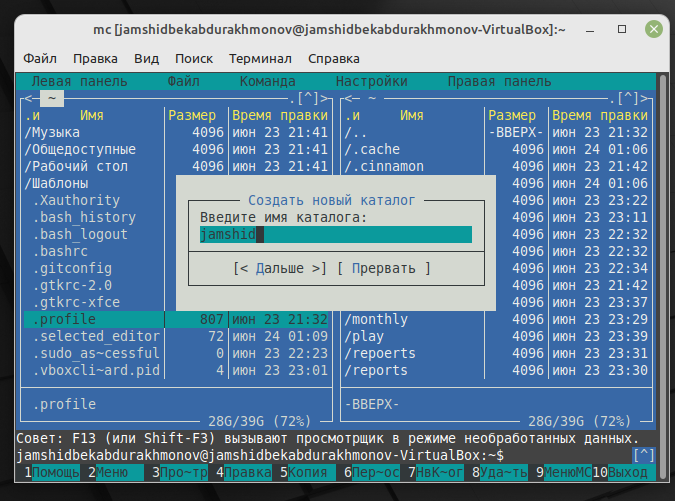 mc [jamshidbekabdurakhmonov@jamshidbekabdurakhmonov-VirtualBox]:~
Файл Правка Вид Поиск Терминал Справка
Левая панель Файл Команда Настройки Правая панель
<─ ~ .[^]> <─ ~ .[^]>
.и Имя Размер Время правки .и Имя Размер Время правки
/Музыка 4096 июн 23 21:41 /.. -ВВЕРХ- июн 23 21:32
/Общедоступные 4096 июн 23 21:41 /.cache 4096 июн 24 01:06
/Рабочий стол 4096 июн 23 21:41 /.cinnamon 4096 июн 23 21:42
/Шаблоны 4096 июн 24 01:06
.Xauthority 4096 июн 23 23:22
.bash_history 4096 июн 23 23:11
.bash_logout 4096 июн 23 22:32
.bashrc 4096 июн 23 22:32
.gitconfig 4096 июн 23 22:34
.gtkrc-2.0 4096 июн 23 21:42
.gtkrc-xfce 4096 июн 23 23:37
Создать новый каталог
Введите имя каталога:
jamshid
[< Дальше >] [ Прервать ]
.profile 807 июн 23 21:32 /monthly 4096 июн 23 23:29
.selected_editor 72 июн 24 01:09 /play 4096 июн 23 23:39
.sudo_as~cessful 0 июн 23 22:23 /repoerts 4096 июн 23 23:31
.vboxcli~ard.pid 4 июн 23 23:01 /reports 4096 июн 23 23:30
.profile -ВВЕРХ-
28G/39G (72%) 28G/39G (72%)
Совет: F13 (или Shift-F3) вызывают просмотрщик в режиме необработанных данных.
jamshidbekabdurakhmonov@jamshidbekabdurakhmonov-VirtualBox:~$ [^]
1Помощь 2Меню 3Про~тр 4Правка 5Копия 6Пер~ос 7НвК~ог 8Уда~ть 9МенюМС 10Выход